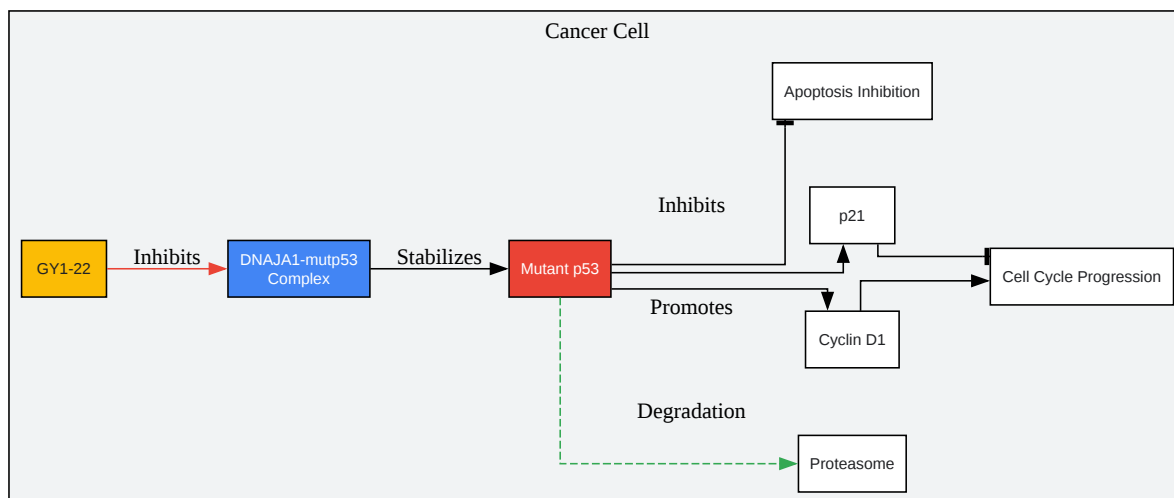 Cancer Cell
Apoptosis Inhibition
Inhibits
p21
GY1-22
Inhibits
DNAJA1-mutp53
Complex
Stabilizes
Mutant p53
Cell Cycle Progression
Promotes
Cyclin D1
Degradation
Proteasome